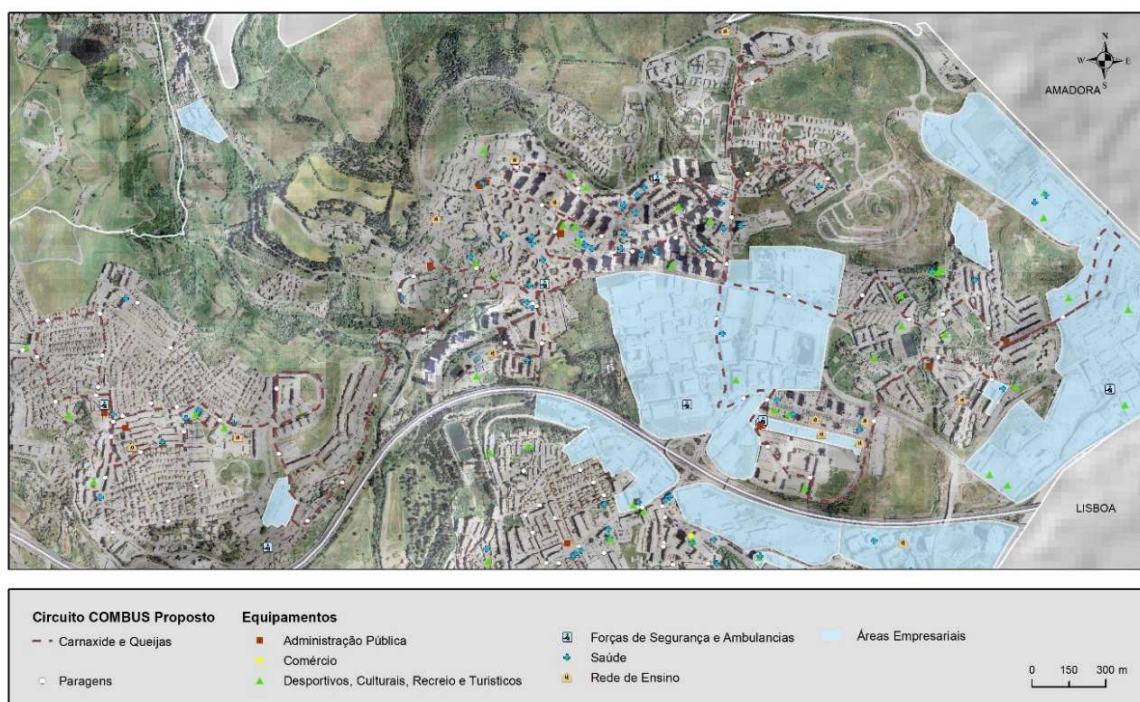 N
W E
S
AMADORA
LISBOA
Circuito COMBUS Proposto
Carnaxide e Queijas
Paragens
Equipamentos
Administração Pública
Comércio
Desportivos, Culturais, Recreio e Turisticos
Forças de Segurança e Ambulancias
Saúde
Rede de Ensino
Áreas Empresariais
0 150 300 m